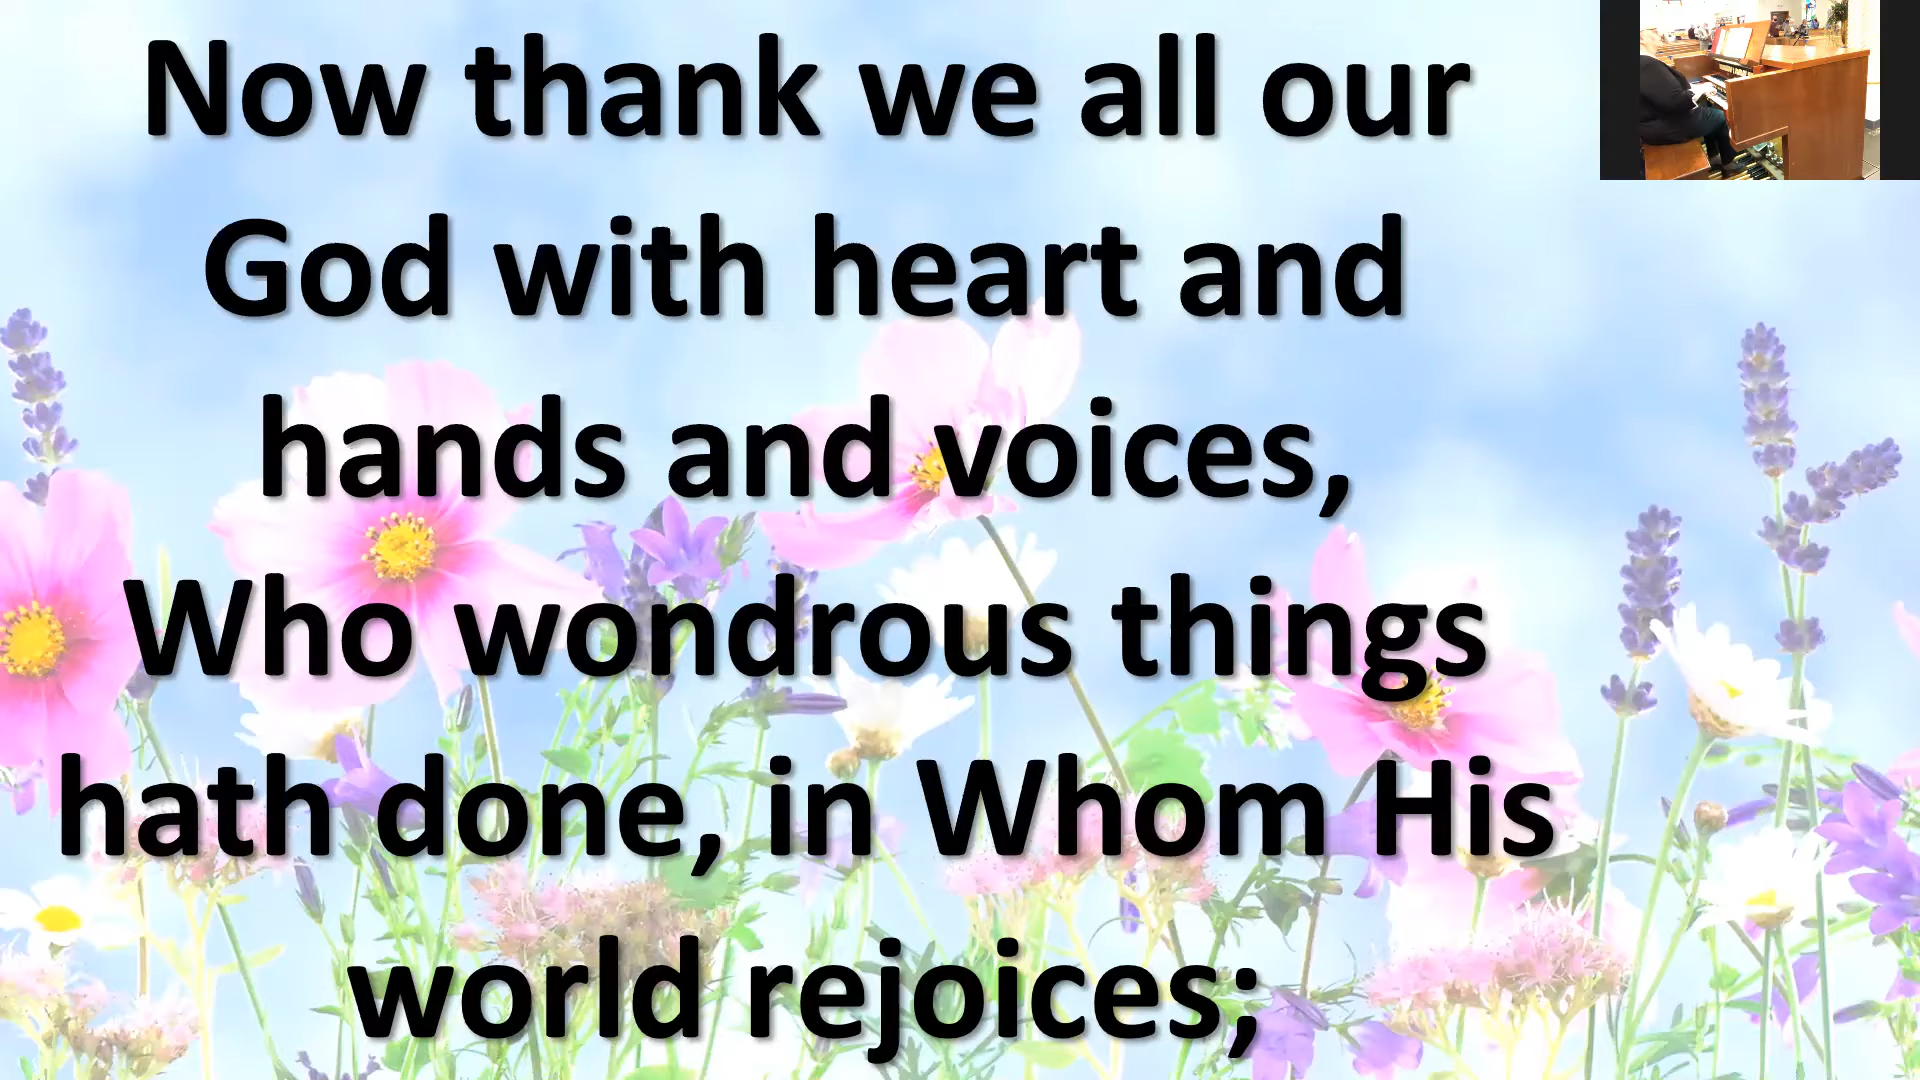 Now thank we all our
God with heart and
hands and voices,
Who wondrous things
hath done, in Whom His
world rejoices;